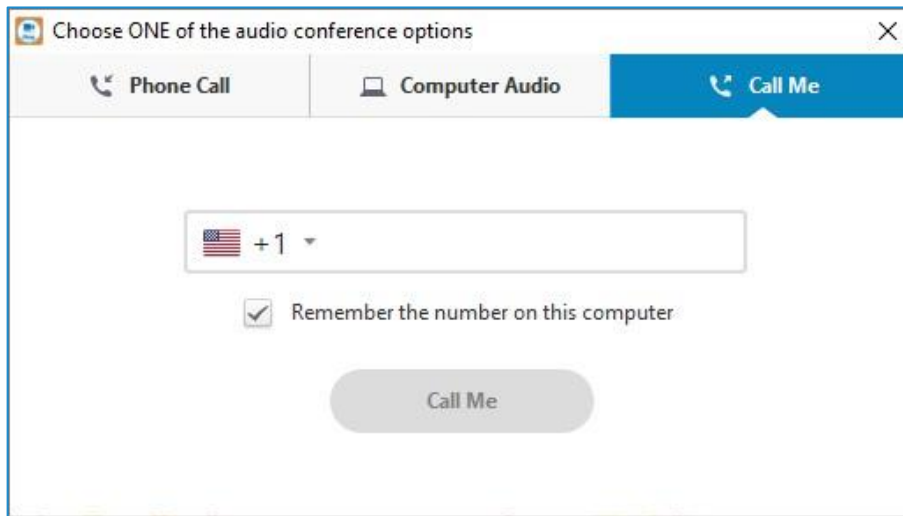 Choose ONE of the audio conference options
Phone Call
Computer Audio
Call Me
+1
Remember the number on this computer
Call Me